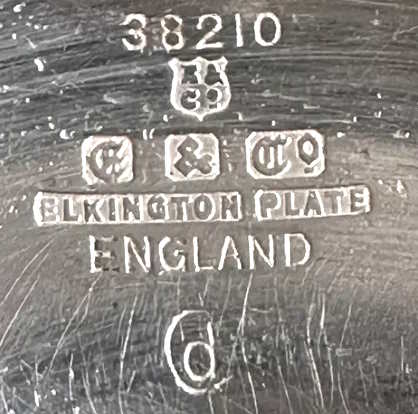 38210
E & Co
ELKINGTON PLATE
ENGLAND